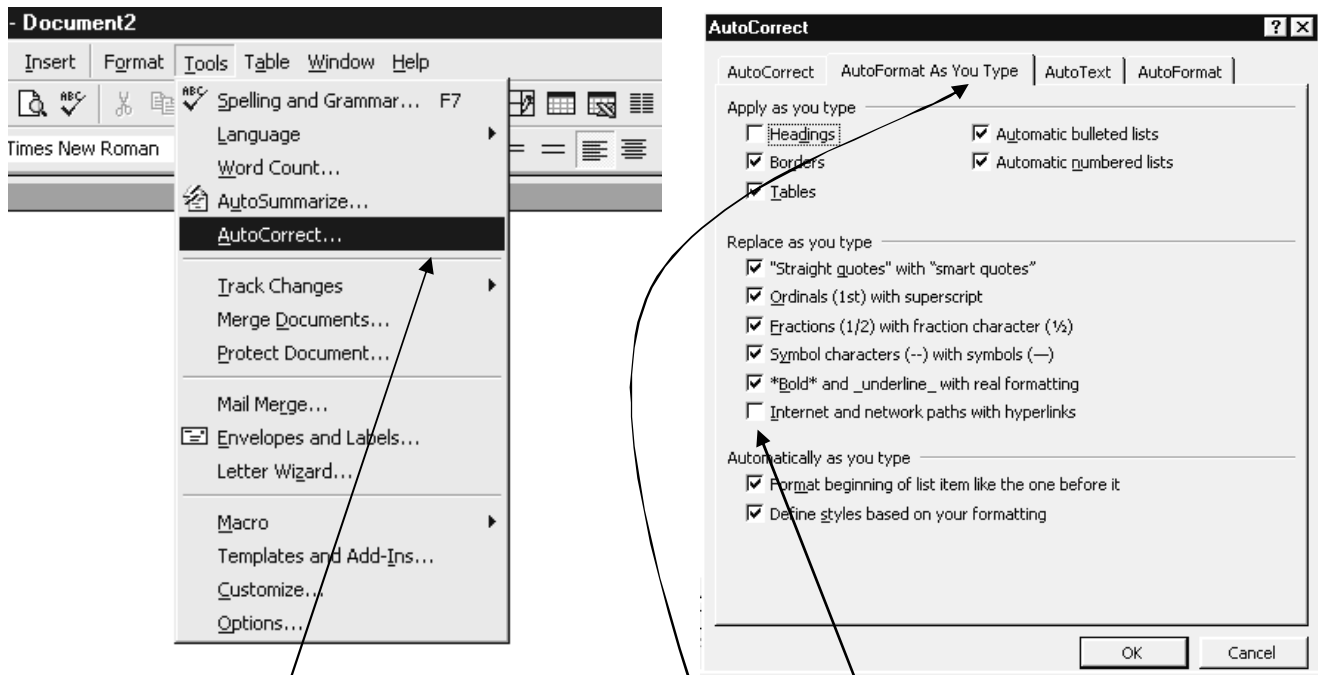 - Document2
Insert Format Tools Table Window Help
ABC
Times New Roman
ABC Spelling and Grammar... F7
Language
Word Count...
AutoSummarize...
AutoCorrect...
Track Changes
Merge Documents...
Protect Document...
Mail Merge...
Envelopes and Labels...
Letter Wizard...
Macro
Templates and Add-Ins...
Customize...
Options...
AutoCorrect
AutoCorrect AutoFormat As You Type AutoText AutoFormat
Apply as you type
Headings Automatic bulleted lists
Borders Automatic numbered lists
Tables
Replace as you type
"Straight quotes" with “smart quotes”
Ordinals (1st) with superscript
Fractions (1/2) with fraction character (½)
Symbol characters (--) with symbols (—)
*Bold* and _underline_ with real formatting
Internet and network paths with hyperlinks
Automatically as you type
Format beginning of list item like the one before it
Define styles based on your formatting
OK Cancel